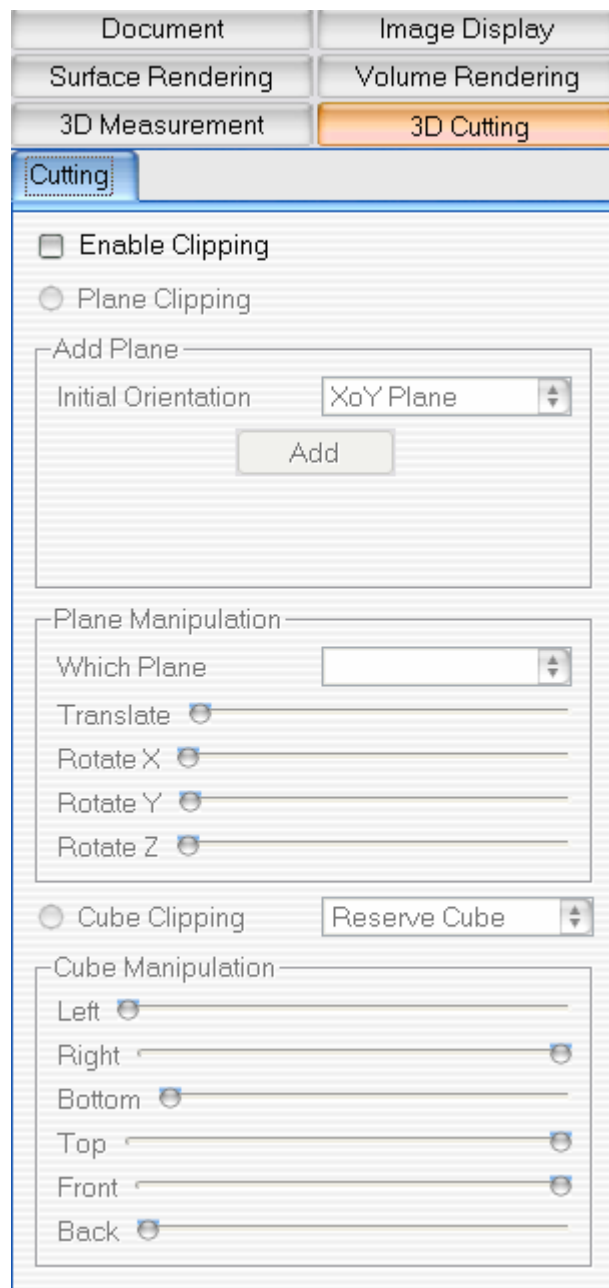 Document Image Display
Surface Rendering Volume Rendering
3D Measurement 3D Cutting
Cutting
Enable Clipping
Plane Clipping
Add Plane
Initial Orientation XoY Plane
Add
Plane Manipulation
Which Plane
Translate
Rotate X
Rotate Y
Rotate Z
Cube Clipping Reserve Cube
Cube Manipulation
Left
Right
Bottom
Top
Front
Back